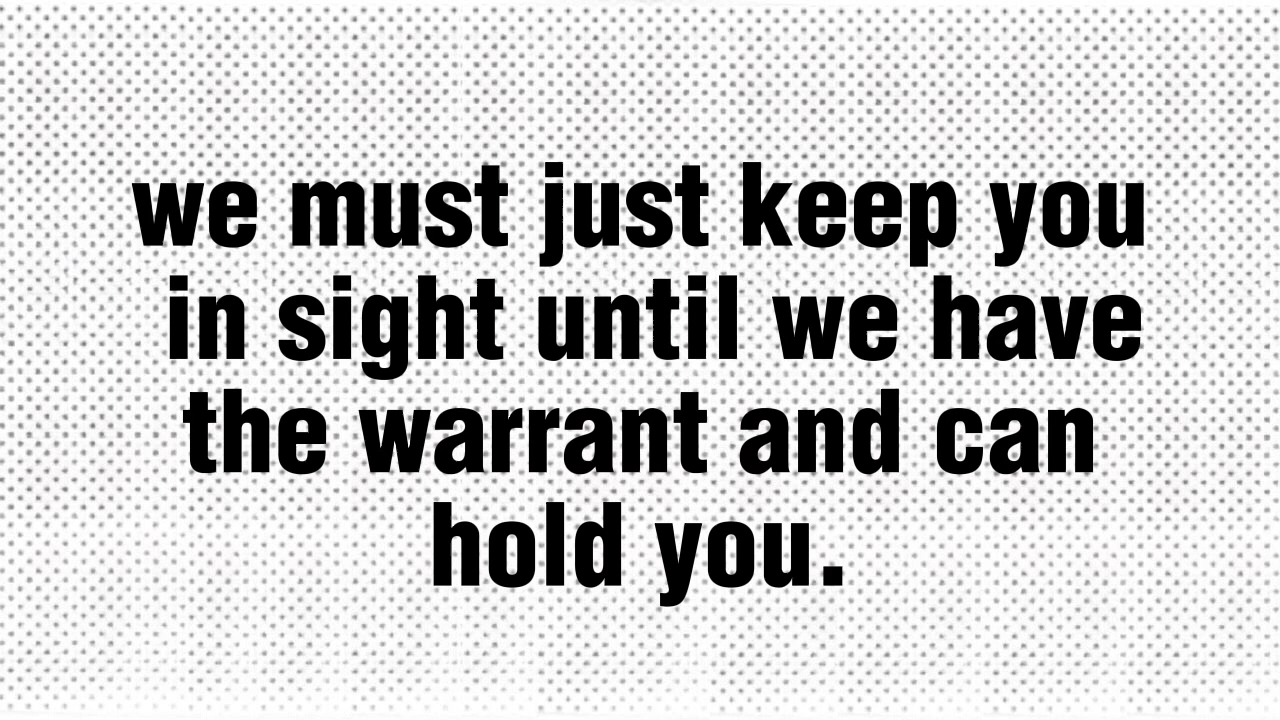 we must just keep you
in sight until we have
the warrant and can
hold you.